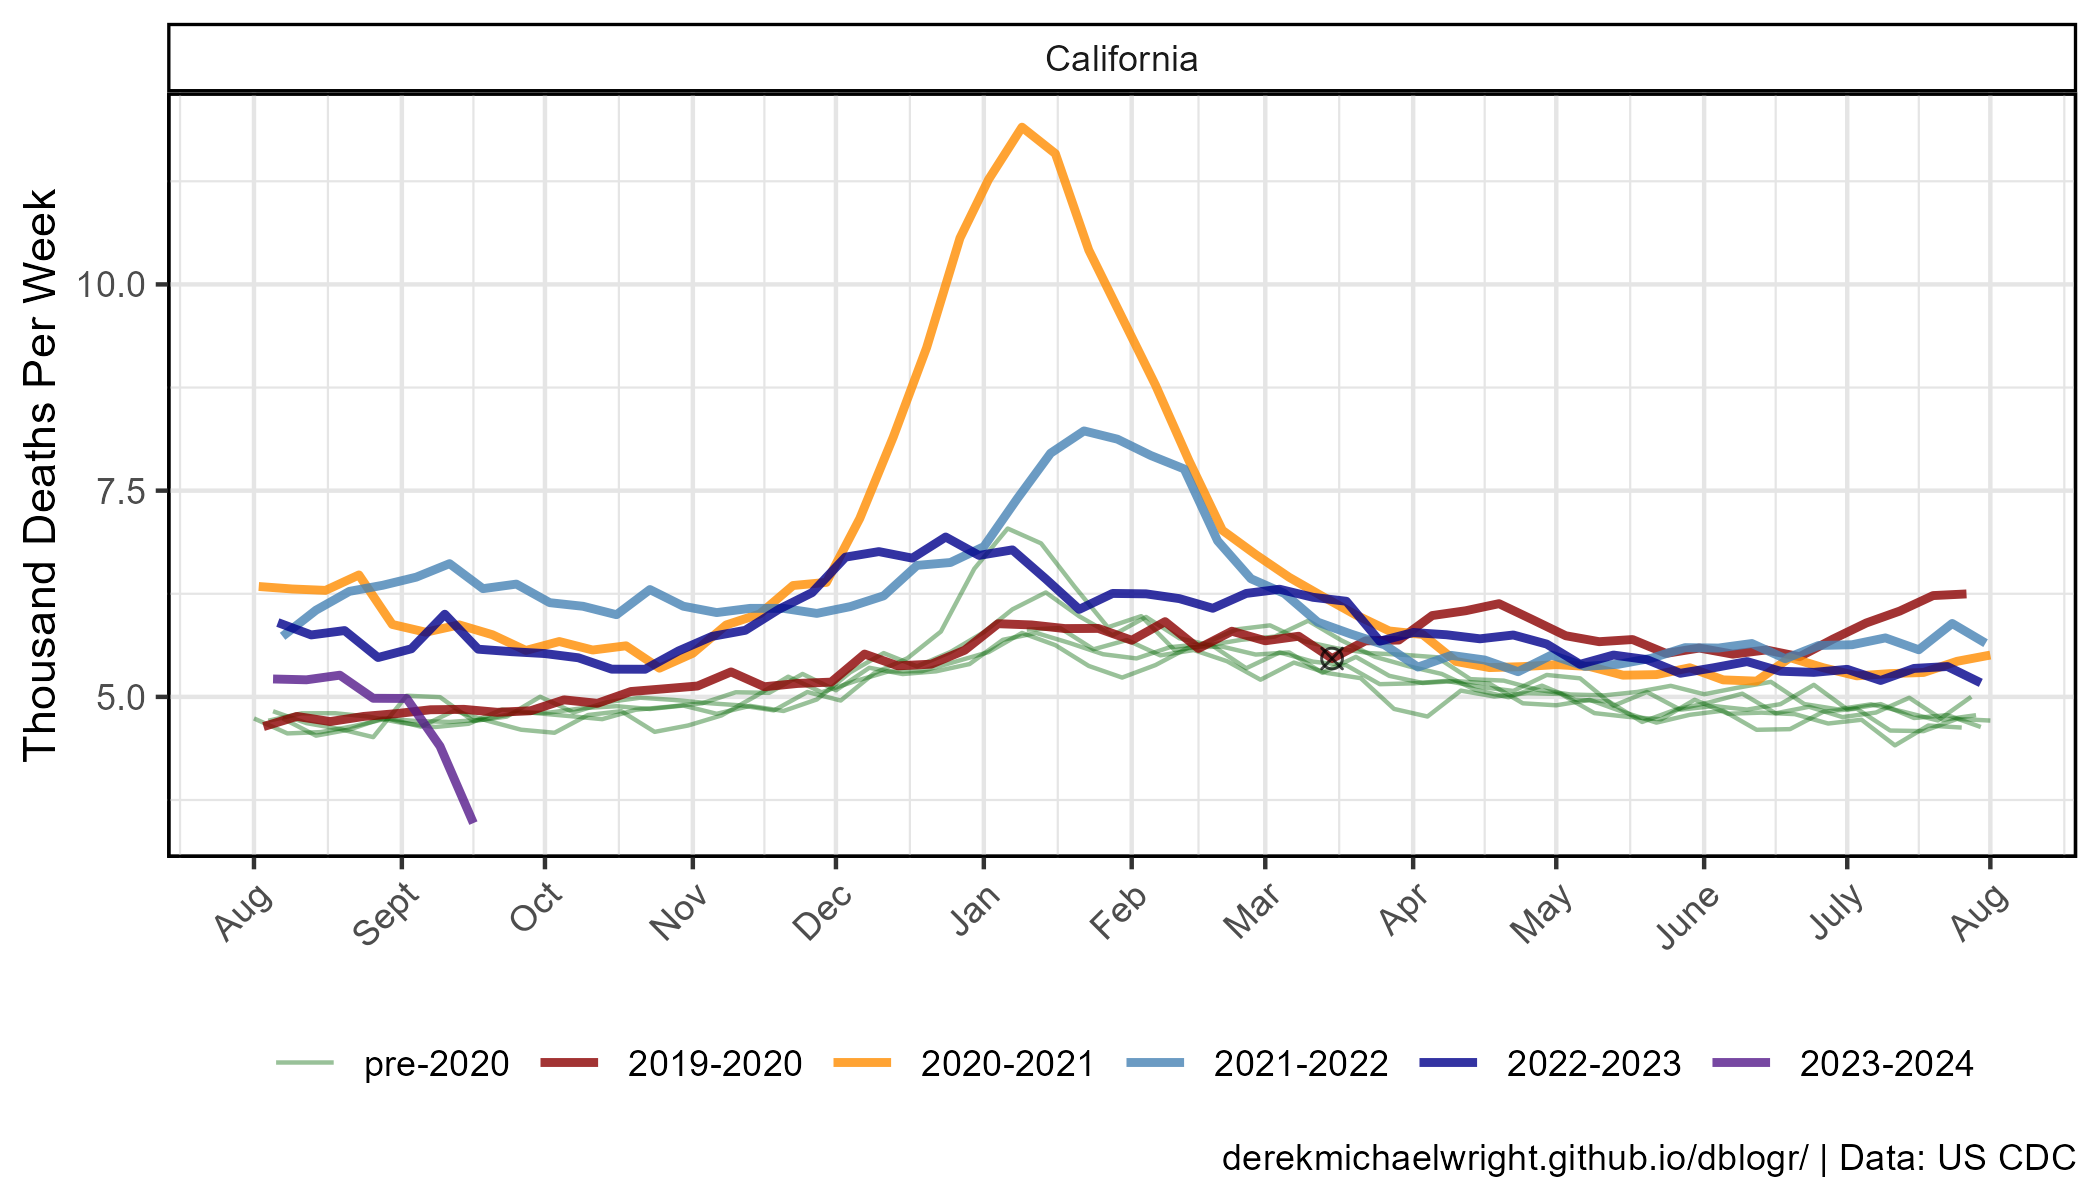 California
Thousand Deaths Per Week
10.0
7.5
5.0
Aug Sept Oct Nov Dec Jan Feb Mar Apr May June July Aug
pre-2020 2019-2020 2020-2021 2021-2022 2022-2023 2023-2024
derekmichaelwright.github.io/dblogr/ | Data: US CDC